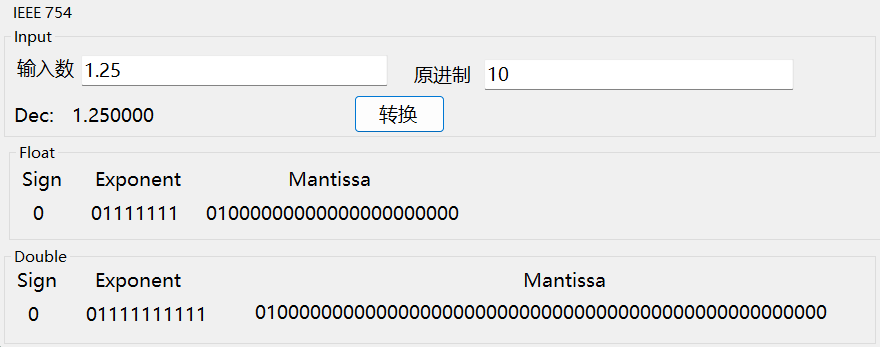 IEEE 754
Input
输入数 1.25 原进制 10
Dec: 1.250000 转换
Float
Sign Exponent Mantissa
0 01111111 01000000000000000000000
Double
Sign Exponent Mantissa
0 01111111111 0100000000000000000000000000000000000000000000000000